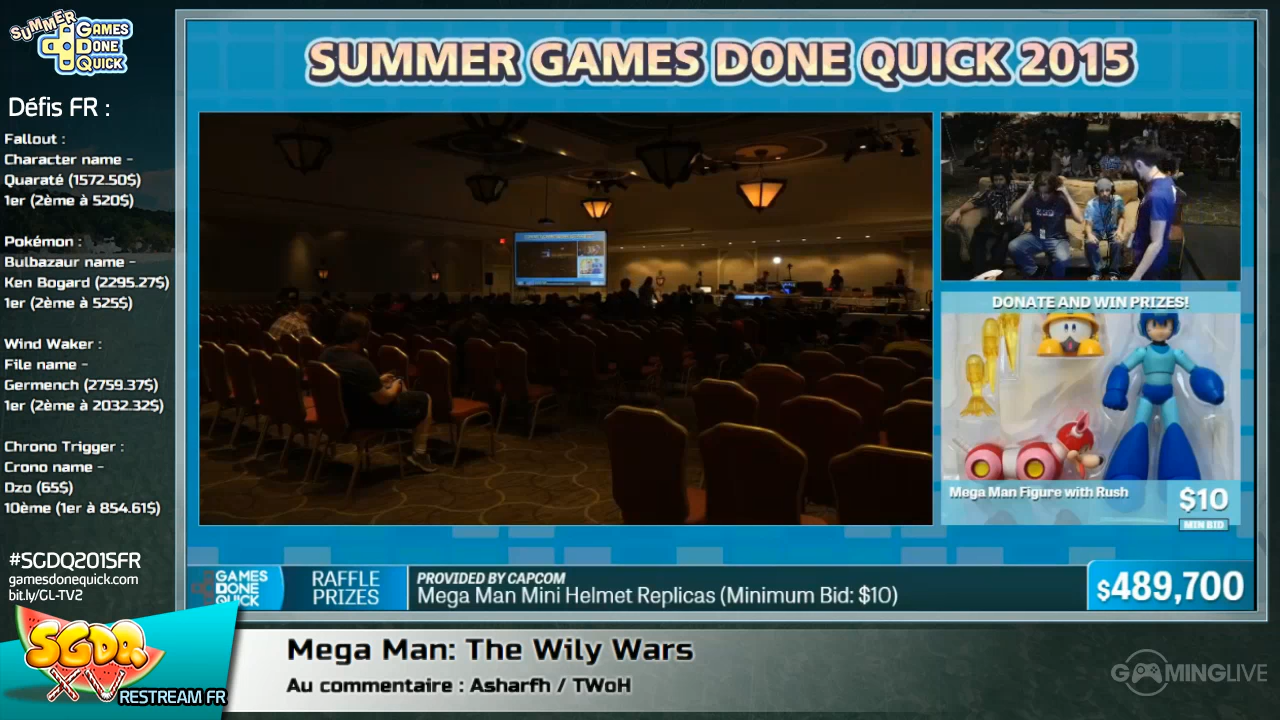 SUMMER
GAMES
DONE
QUICK
SUMMER GAMES DONE QUICK 2015
Défis FR :
Fallout :
Character name -
Quaraté (1572.50$)
1er (2ème à 520$)
Pokémon :
Bulbazaur name -
Ken Bogard (2295.27$)
1er (2ème à 525$)
Wind Waker :
File name -
Germench (2759.37$)
1er (2ème à 2032.32$)
Chrono Trigger :
Crono name -
Dzo (65$)
10ème (1er à 854.61$)
#SGDQ2015FR
gamesdonequick.com
bit.ly/GL-TV2
DONATE AND WIN PRIZES!
Mega Man Figure with Rush
$10
MIN BID
GAMES
DONE
QUICK
RAFFLE
PRIZES
PROVIDED BY CAPCOM
Mega Man Mini Helmet Replicas (Minimum Bid: $10)
$489,700
SGDQ
XV
RESTREAM FR
Mega Man: The Wily Wars
Au commentaire : Asharfh / TWoH
GAMINGLIVE